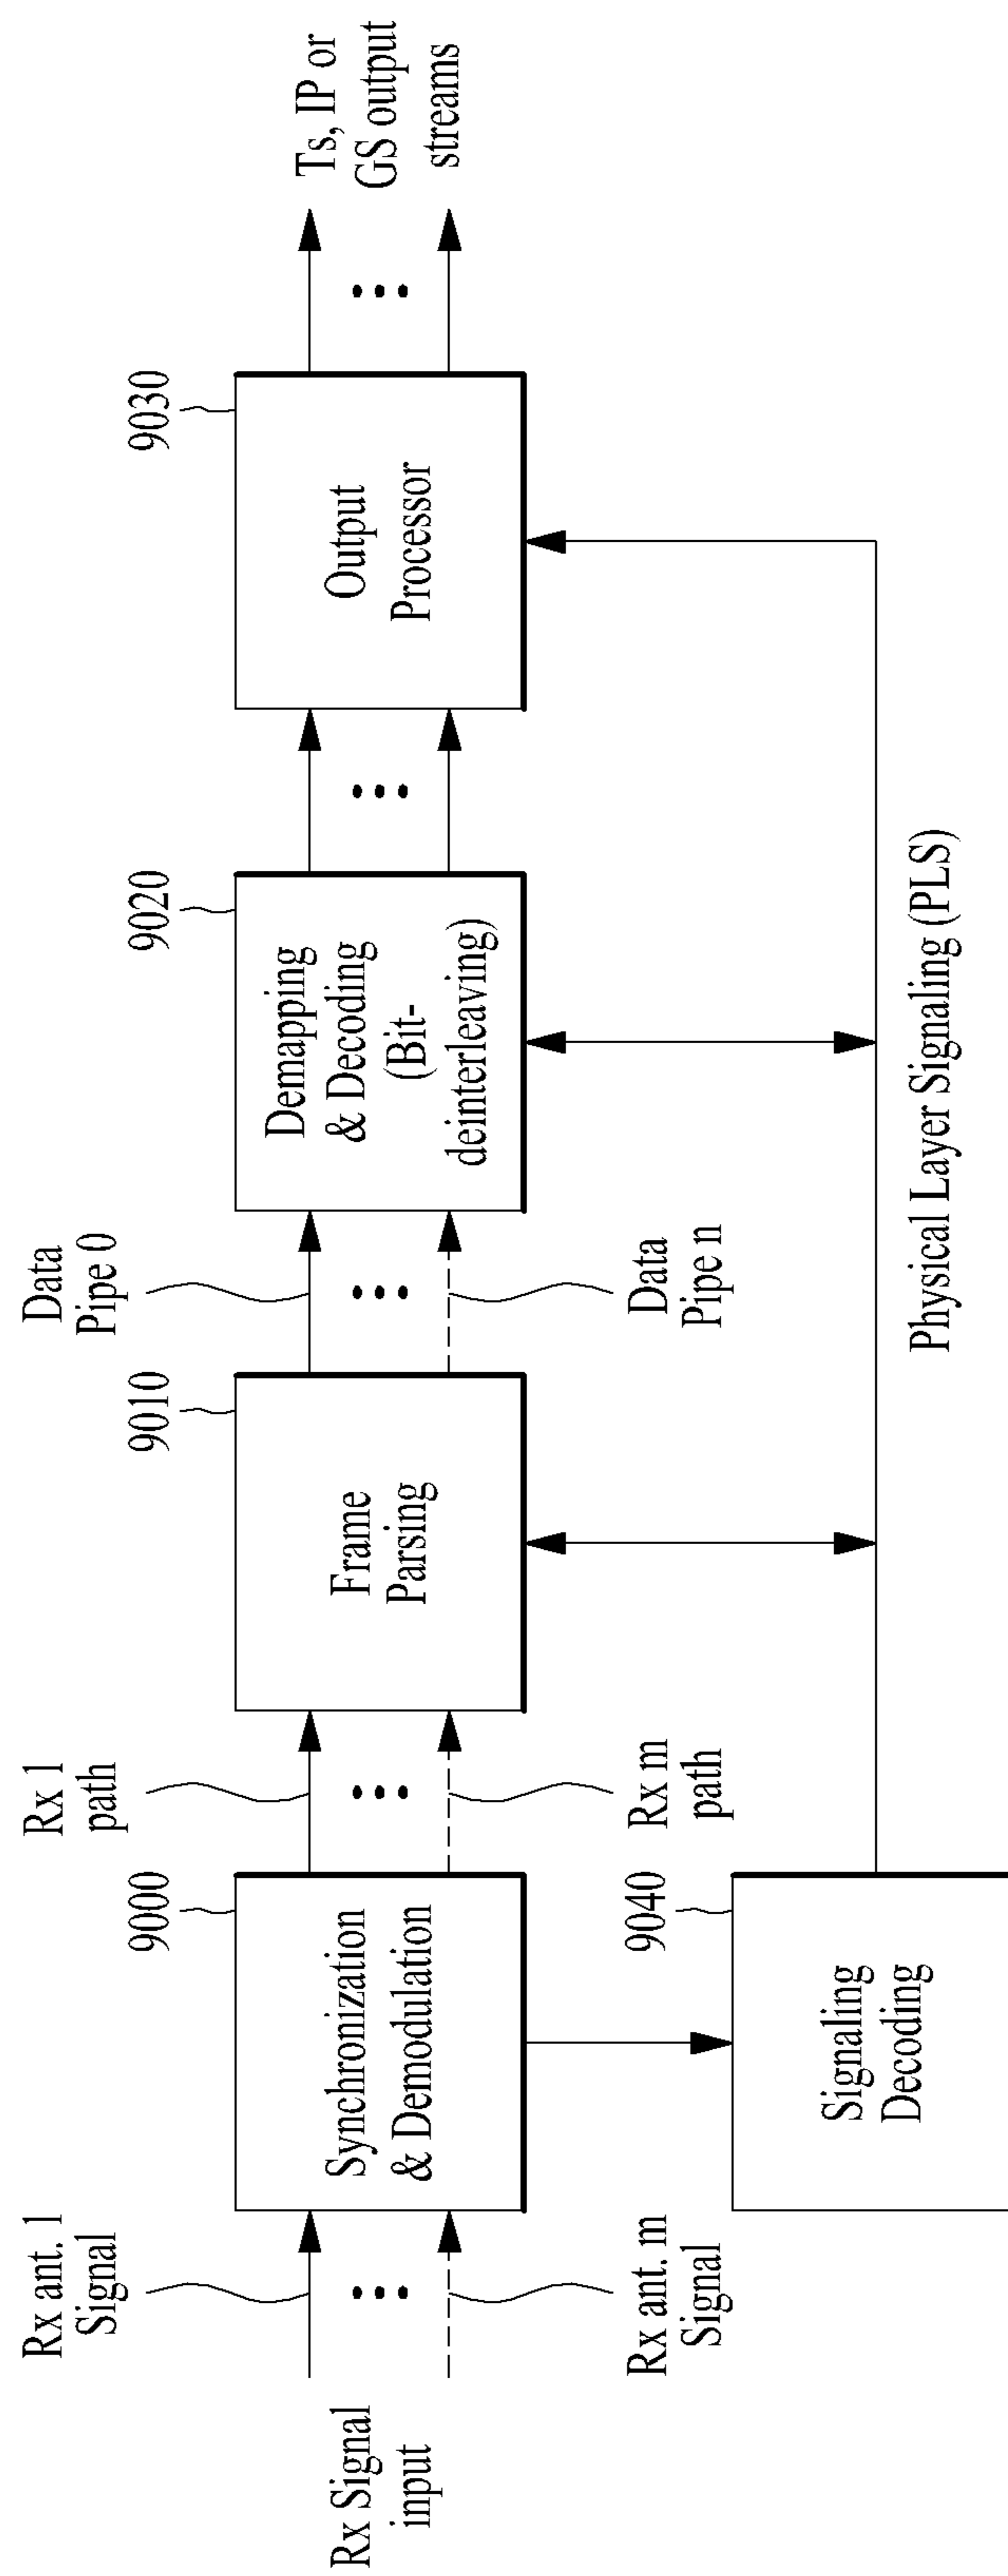 Rx Signal
input
Rx ant. 1
Signal
Rx ant. m
Signal
9000
Synchronization
& Demodulation
Rx 1
path
Rx m
path
9010
Frame
Parsing
Data
Pipe 0
Data
Pipe n
9020
Demapping
& Decoding
(Bit-
deinterleaving)
9030
Output
Processor
Ts, IP or
GS output
streams
9040
Signaling
Decoding
Physical Layer Signaling (PLS)